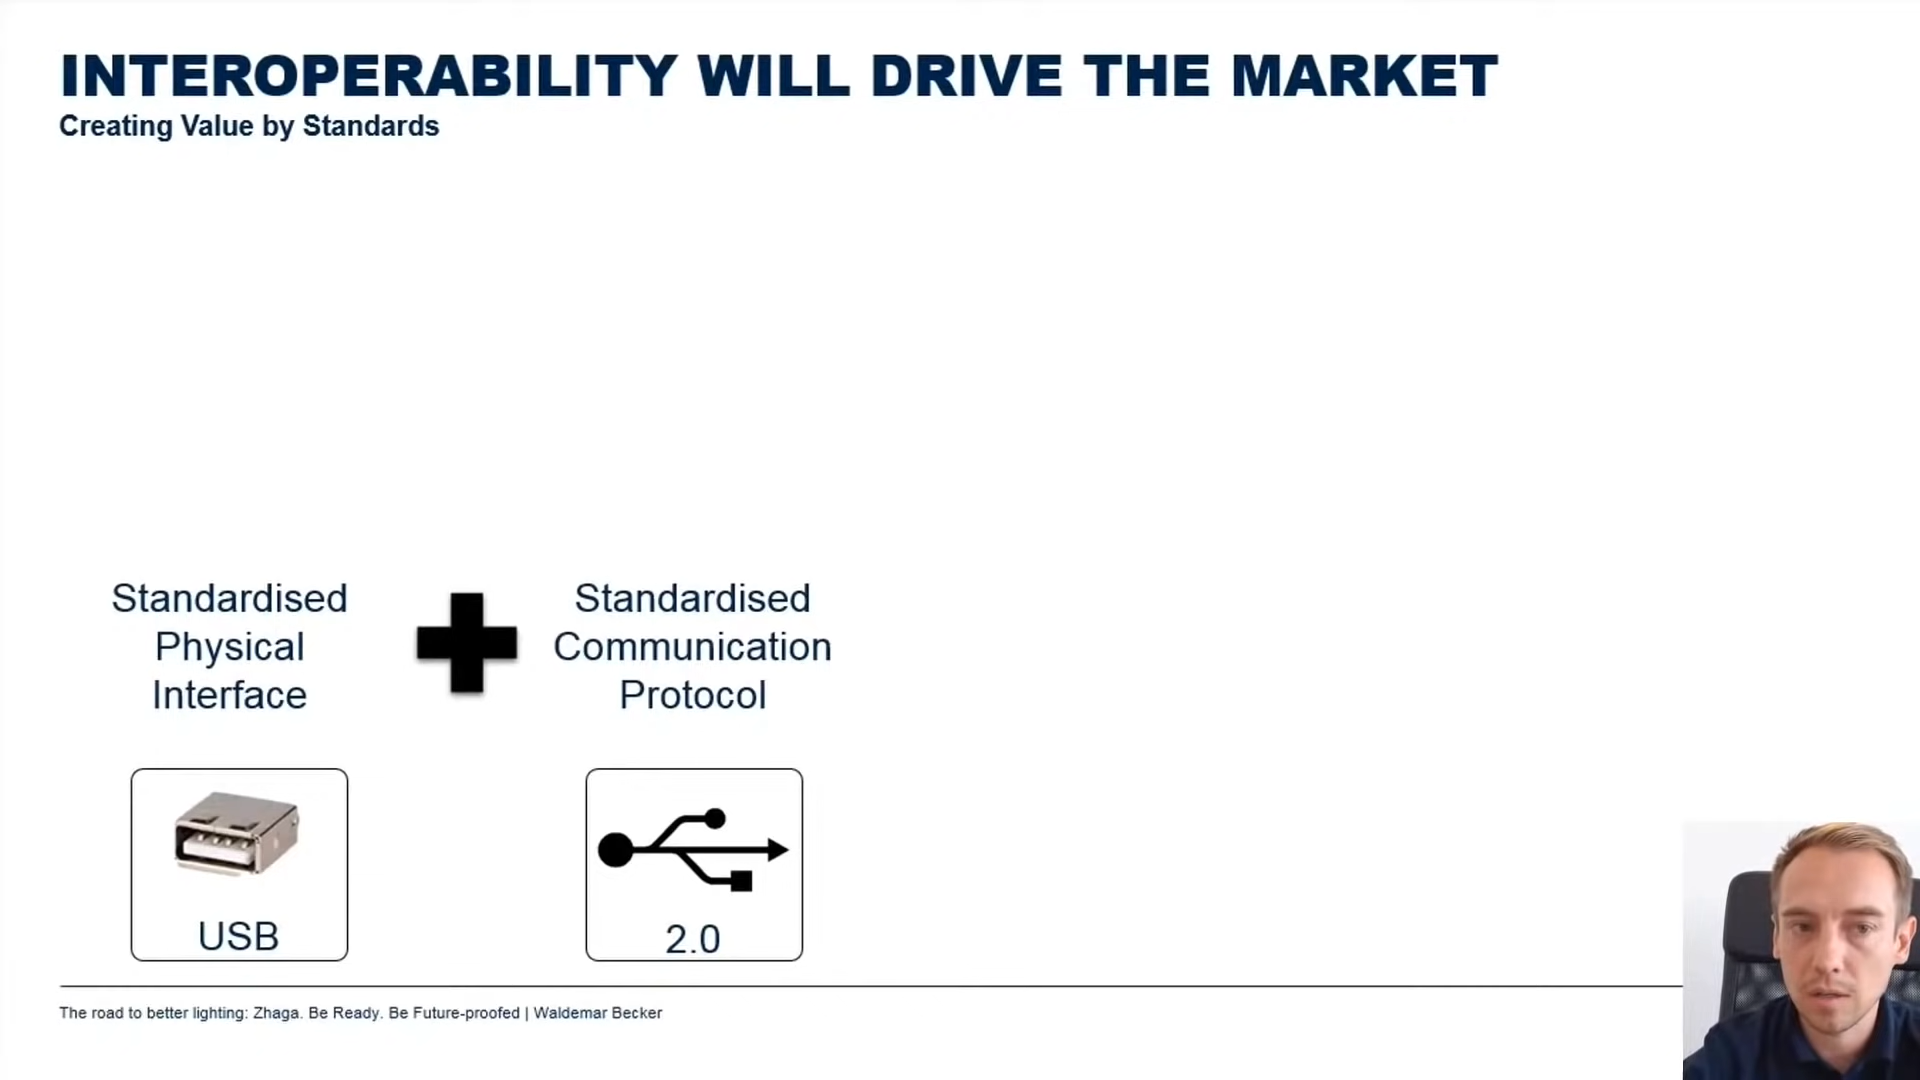 INTEROPERABILITY WILL DRIVE THE MARKET
Creating Value by Standards
Standardised
Physical
Interface
Standardised
Communication
Protocol
USB
2.0
The road to better lighting: Zhaga. Be Ready. Be Future-proofed | Waldemar Becker